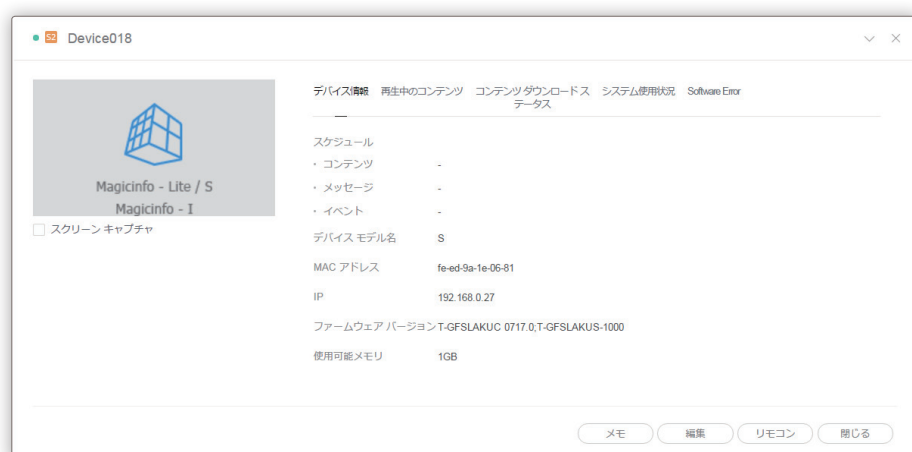 S2 Device018
Magicinfo - Lite / S
Magicinfo - I
スクリーン キャプチャ
デバイス情報 再生中のコンテンツ コンテンツ ダウンロード ス
テータス システム使用状況 Software Error
スケジュール
・ コンテンツ -
・ メッセージ -
・ イベント -
デバイス モデル名 S
MAC アドレス fe-ed-9a-1e-06-81
IP 192.168.0.27
ファームウェア バージョン T-GFSLAKUC 0717.0;T-GFSLAKUS-1000
使用可能メモリ 1GB
メモ 編集 リモコン 閉じる